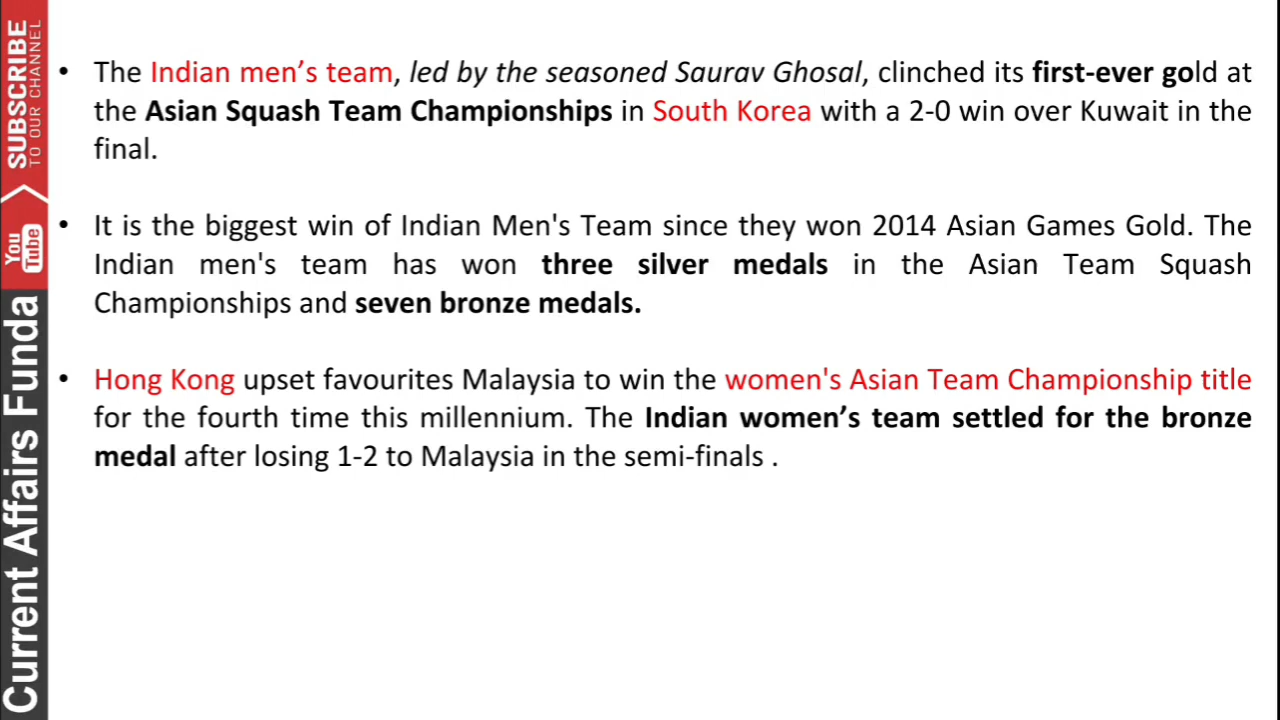 • The Indian men’s team, led by the seasoned Saurav Ghosal, clinched its first-ever gold at
the Asian Squash Team Championships in South Korea with a 2-0 win over Kuwait in the
final.
• It is the biggest win of Indian Men's Team since they won 2014 Asian Games Gold. The
Indian men's team has won three silver medals in the Asian Team Squash
Championships and seven bronze medals.
• Hong Kong upset favourites Malaysia to win the women's Asian Team Championship title
for the fourth time this millennium. The Indian women’s team settled for the bronze
medal after losing 1-2 to Malaysia in the semi-finals .
SUBSCRIBE
TO OUR CHANNEL
You
Tube
Current Affairs Funda